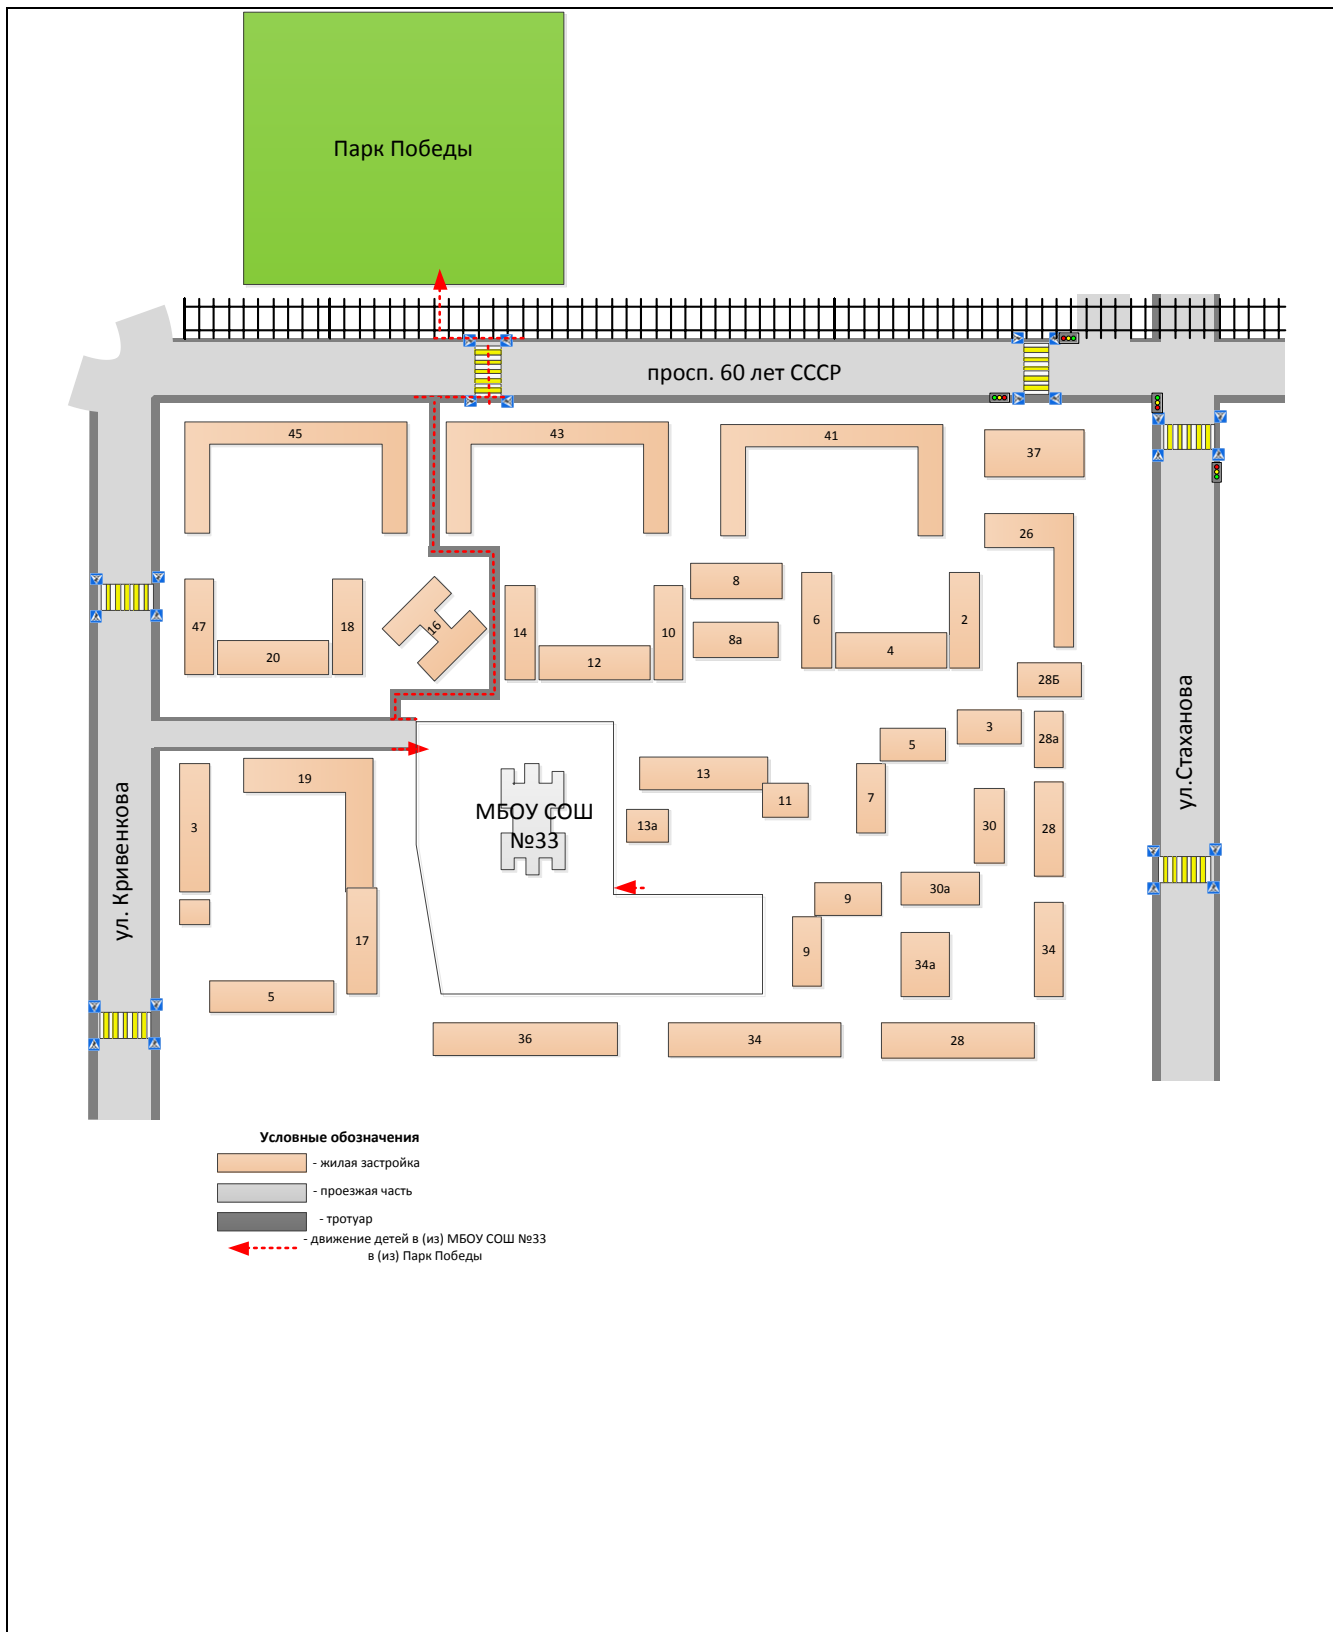 Парк Победы
просп. 60 лет СССР
45
43
41
37
26
8
47
18
16
14
10
6
2
8а
20
12
4
28Б
3
5
28а
19
13
7
11
3
МБОУ СОШ
№33
13а
30
28
ул. Кривенкова
ул.Стаханова
30а
9
17
9
34а
34
5
36
34
28
Условные обозначения
- жилая застройка
- проезжая часть
- тротуар
- движение детей в (из) МБОУ СОШ №33
в (из) Парк Победы